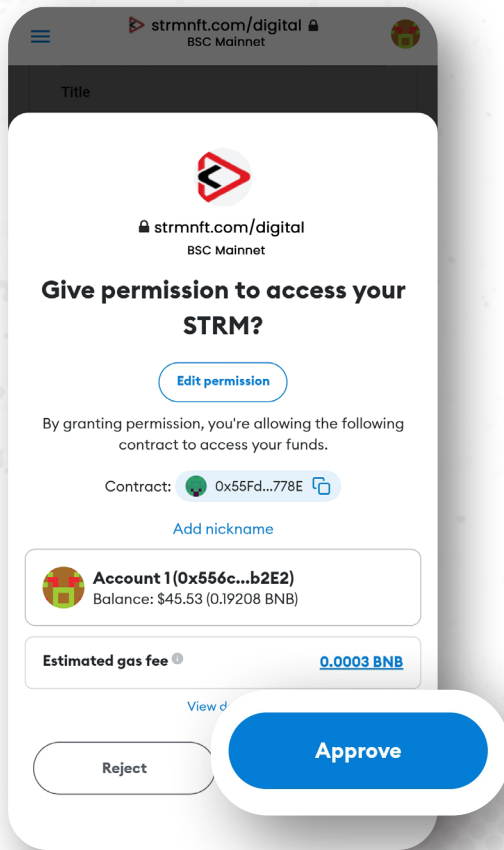 strmnft.com/digital
BSC Mainnet
Title
strmnft.com/digital
BSC Mainnet
Give permission to access your
STRM?
Edit permission
By granting permission, you're allowing the following
contract to access your funds.
Contract: 0x55Fd...778E
Add nickname
Account 1 (0x556c...b2E2)
Balance: $45.53 (0.19208 BNB)
Estimated gas fee
0.0003 BNB
View
Reject
Approve